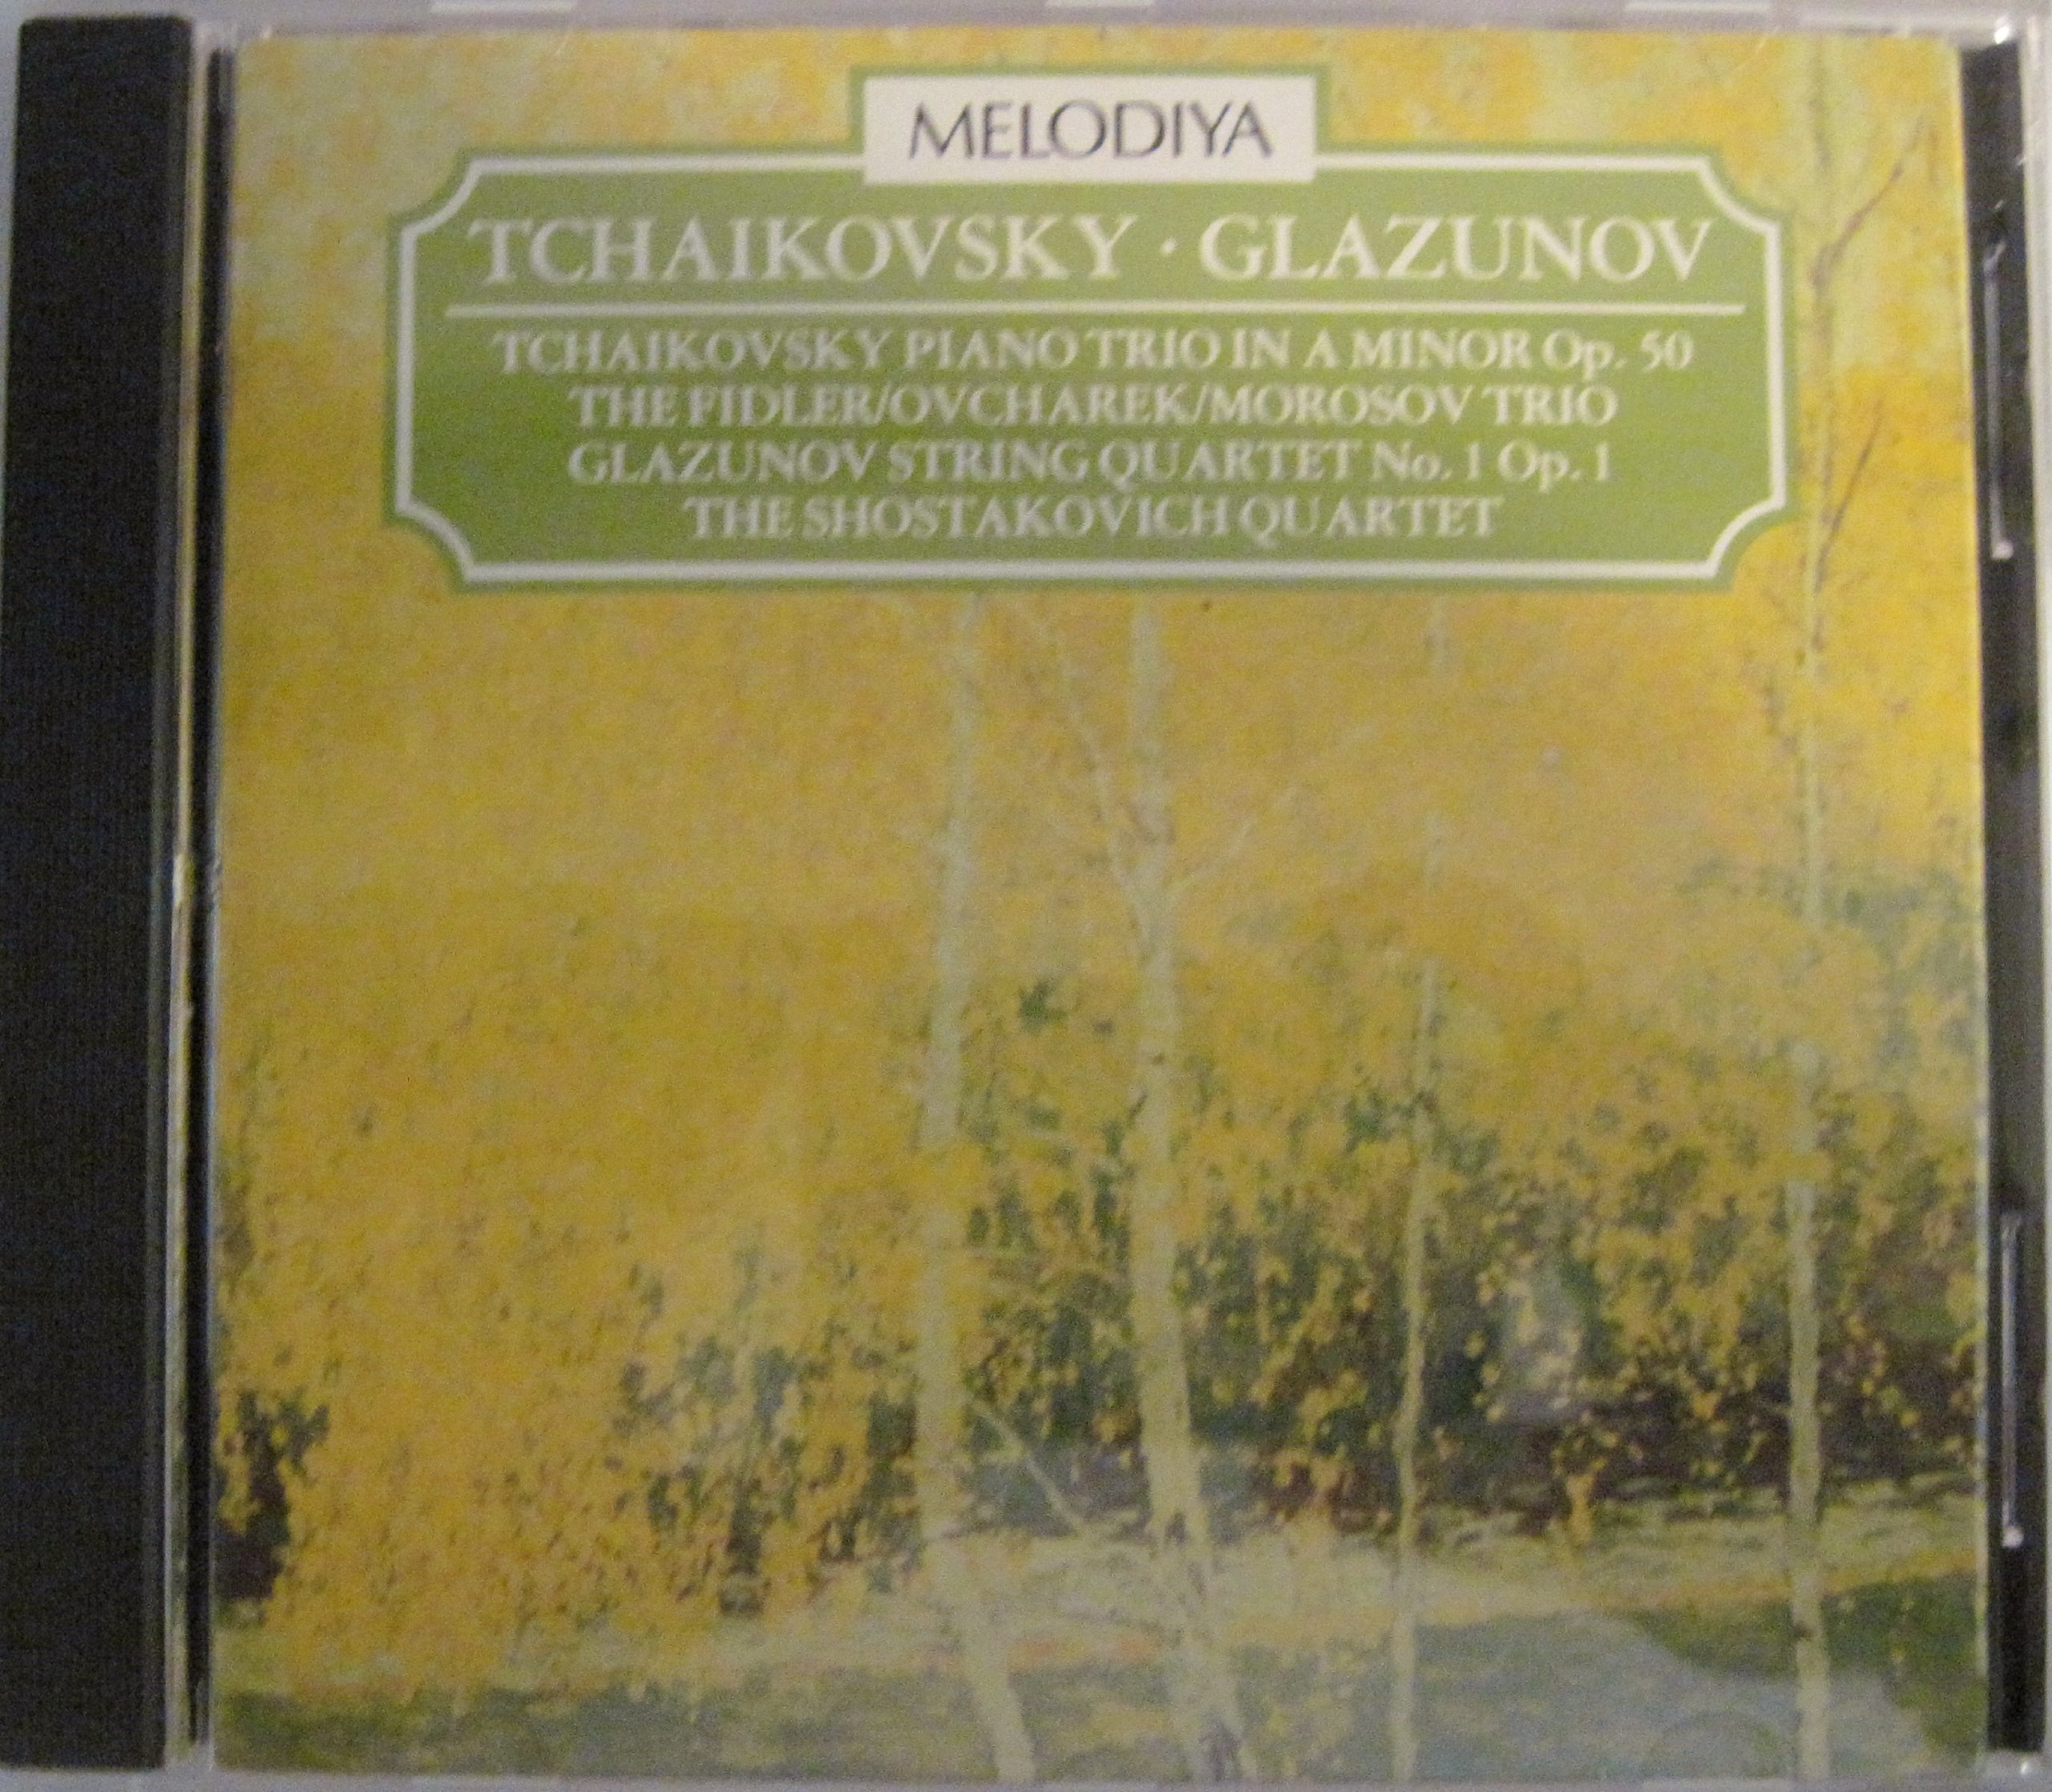 MELODIYA
TCHAIKOVSKY · GLAZUNOV
TCHAIKOVSKY PIANO TRIO IN A MINOR Op. 50
THE FIDLER/OVCHAREK/MOROSOV TRIO
GLAZUNOV STRING QUARTET No. 1 Op. 1
THE SHOSTAKOVICH QUARTET